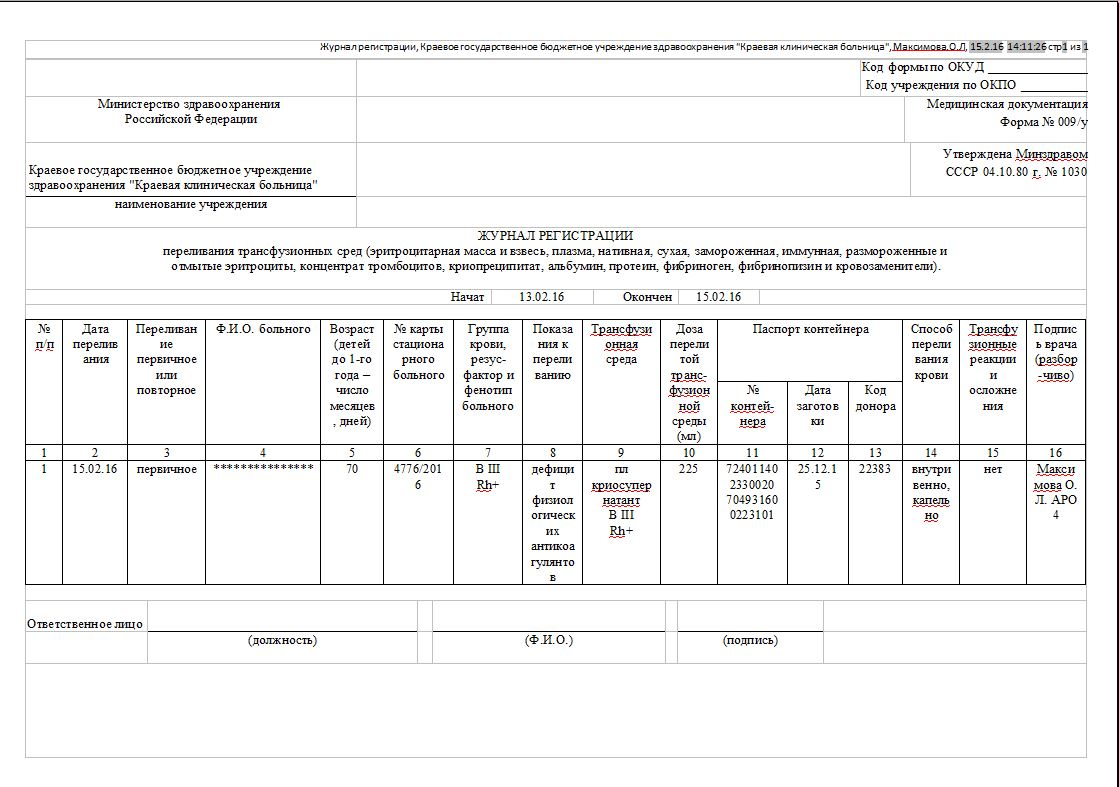 Журнал регистрации, Краевое государственное бюджетное учреждение здравоохранения "Краевая клиническая больница", Максимова.О.Л, 15.2.16 14:11:26 стр1 из 1
Код формы по ОКУД ______________
Код учреждения по ОКПО __________
Министерство здравоохранения
Российской Федерации
Медицинская документация
Форма № 009/у
Краевое государственное бюджетное учреждение
здравоохранения "Краевая клиническая больница"
Утверждена Минздравом
СССР 04.10.80 г. № 1030
наименование учреждения
ЖУРНАЛ РЕГИСТРАЦИИ
переливания трансфузионных сред (эритроцитарная масса и взвесь, плазма, нативная, сухая, замороженная, иммунная, размороженные и
отмытые эритроциты, концентрат тромбоцитов, криопреципитат, альбумин, протеин, фибриноген, фибринопизин и кровозаменители).
Начат 13.02.16 Окончен 15.02.16
№
п/п
Дата
перелив
ания
Переливан
ие
первичное
или
повторное
Ф.И.О. больного
Возраст
(детей
до 1-го
года –
число
месяцев
, дней)
№ карты
стациона
рного
больного
Группа
крови,
резус-
фактор и
фенотип
больного
Показа
ния к
перели
ванию
Трансфузи
онная
среда
Доза
перели
той
транс-
фузион
ной
среды
(мл)
Паспорт контейнера
№
контей-
нера
Дата
заготов
ки
Код
донора
Способ
перели
вания
крови
Трансфу
зионные
реакции
и
осложне
ния
Подпис
ь врача
(разбор
-чиво)
1 2 3 4 5 6 7 8 9 10 11 12 13 14 15 16
1
15.02.16
первичное
***************
70
4776/201
6
B III
Rh+
дефици
т
физиол
огическ
их
антикоа
гулянто
в
пл
криосупер
натант
B III
Rh+
225
72401140
2330020
70493160
0223101
25.12.1
5
22383
внутри
венно,
капель
но
нет
Макси
мова О.
Л. АРО
4
Ответственное лицо
(должность) (Ф.И.О.) (подпись)